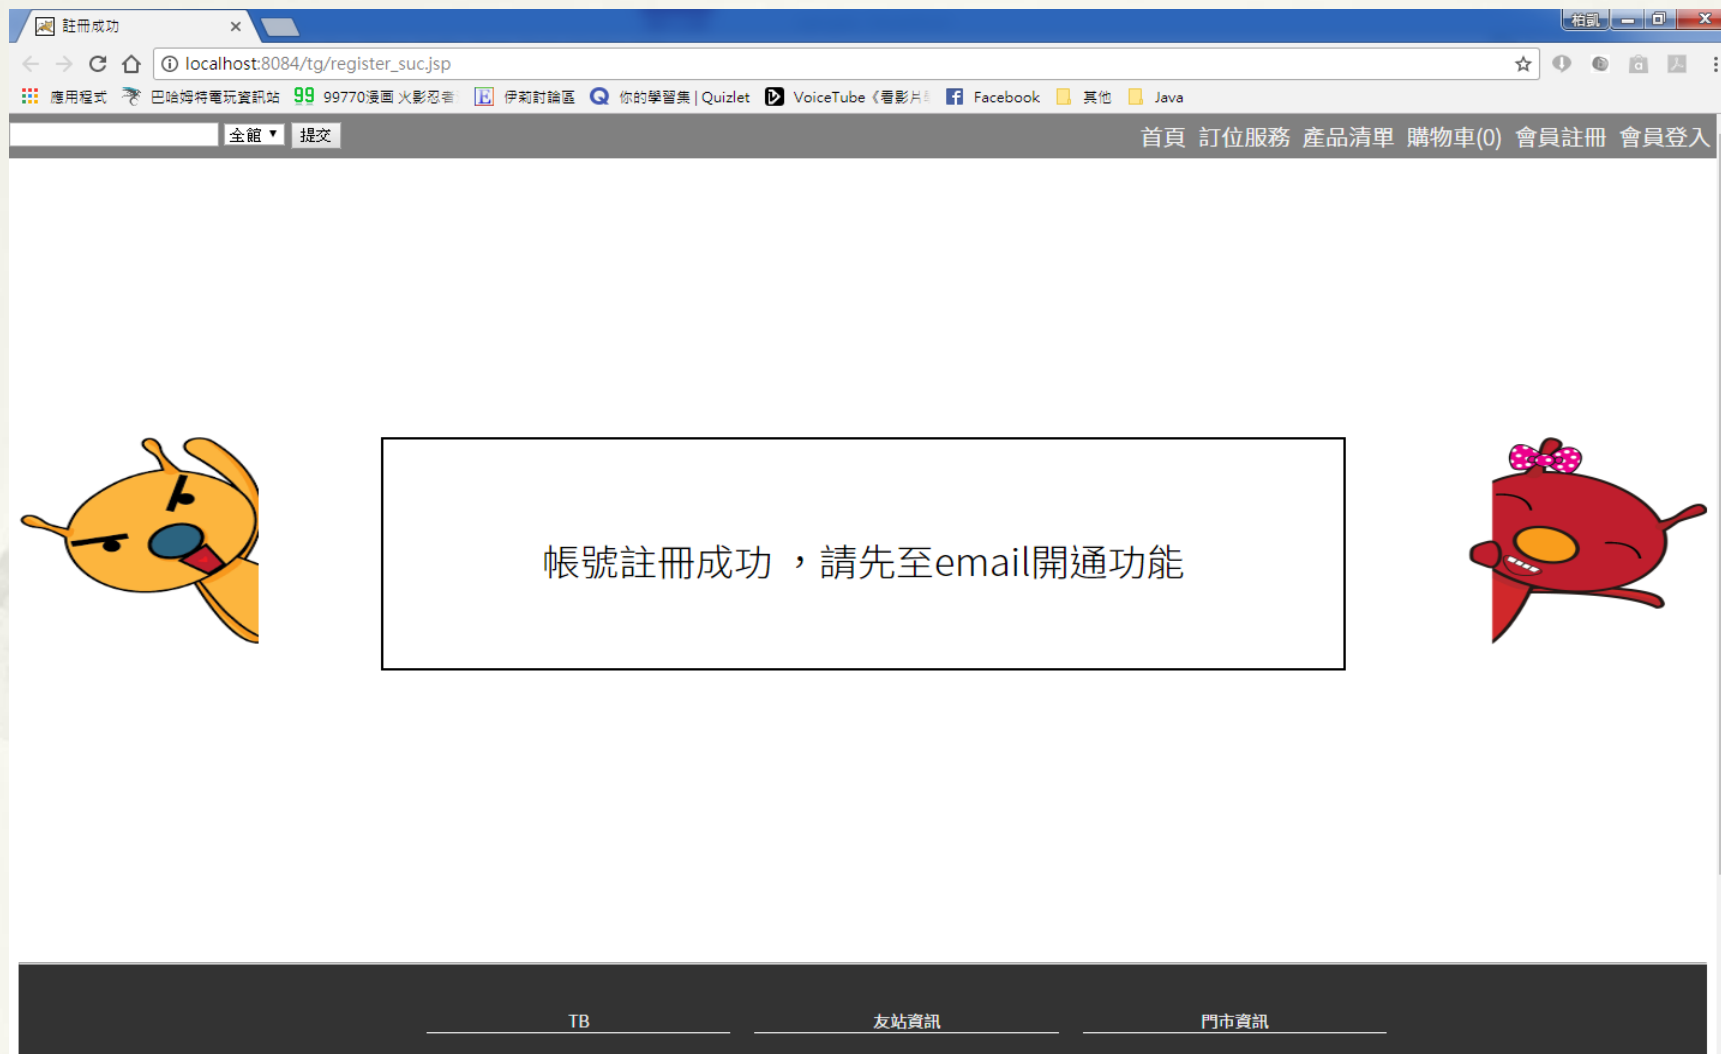 註冊成功
柏凱
localhost:8084/tg/register_suc.jsp
應用程式 巴哈姆特電玩資訊站 99 99770漫画 火影忍者 E 伊莉討論區 Q 你的學習集 | Quizlet VoiceTube《看影片 f Facebook 其他 Java
全館 提交 首頁 訂位服務 產品清單 購物車(0) 會員註冊 會員登入
帳號註冊成功 ，請先至email開通功能
TB 友站資訊 門市資訊